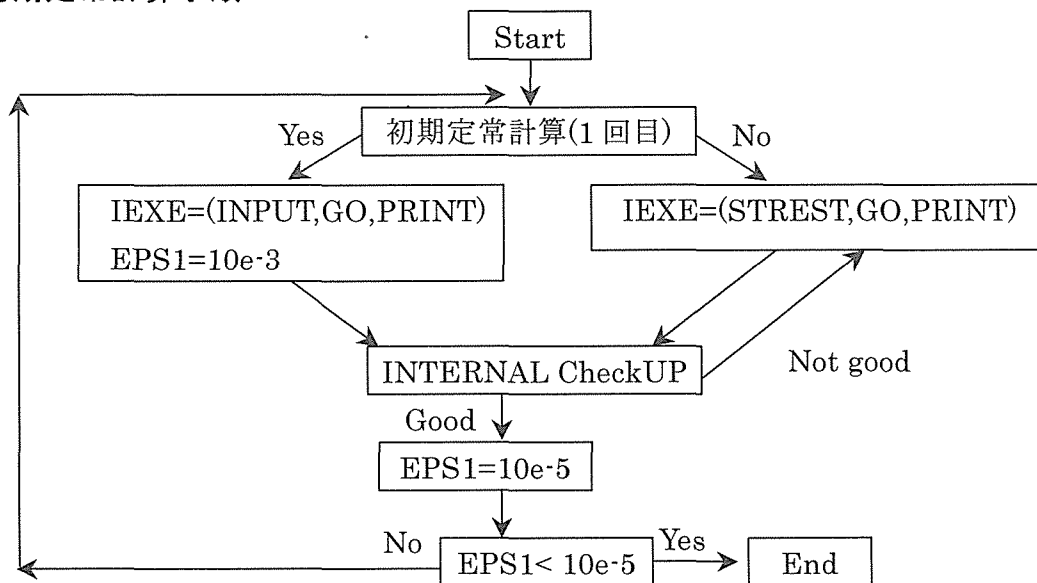 Start
Yes
初期定常計算(1 回目)
No
IEXE=(INPUT,GO,PRINT)
EPS1=10e-3
IEXE=(STREST,GO,PRINT)
INTERNAL CheckUP
Not good
Good
EPS1=10e-5
No
EPS1< 10e-5
Yes
End